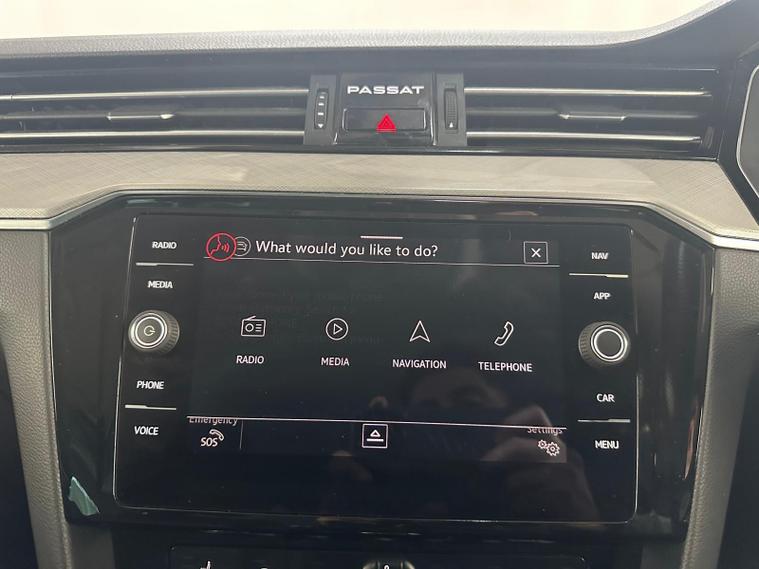 PASSAT
RADIO
What would you like to do?
NAV
MEDIA
APP
RADIO
MEDIA
NAVIGATION
TELEPHONE
PHONE
CAR
Emergency
Settings
VOICE
SOS
MENU